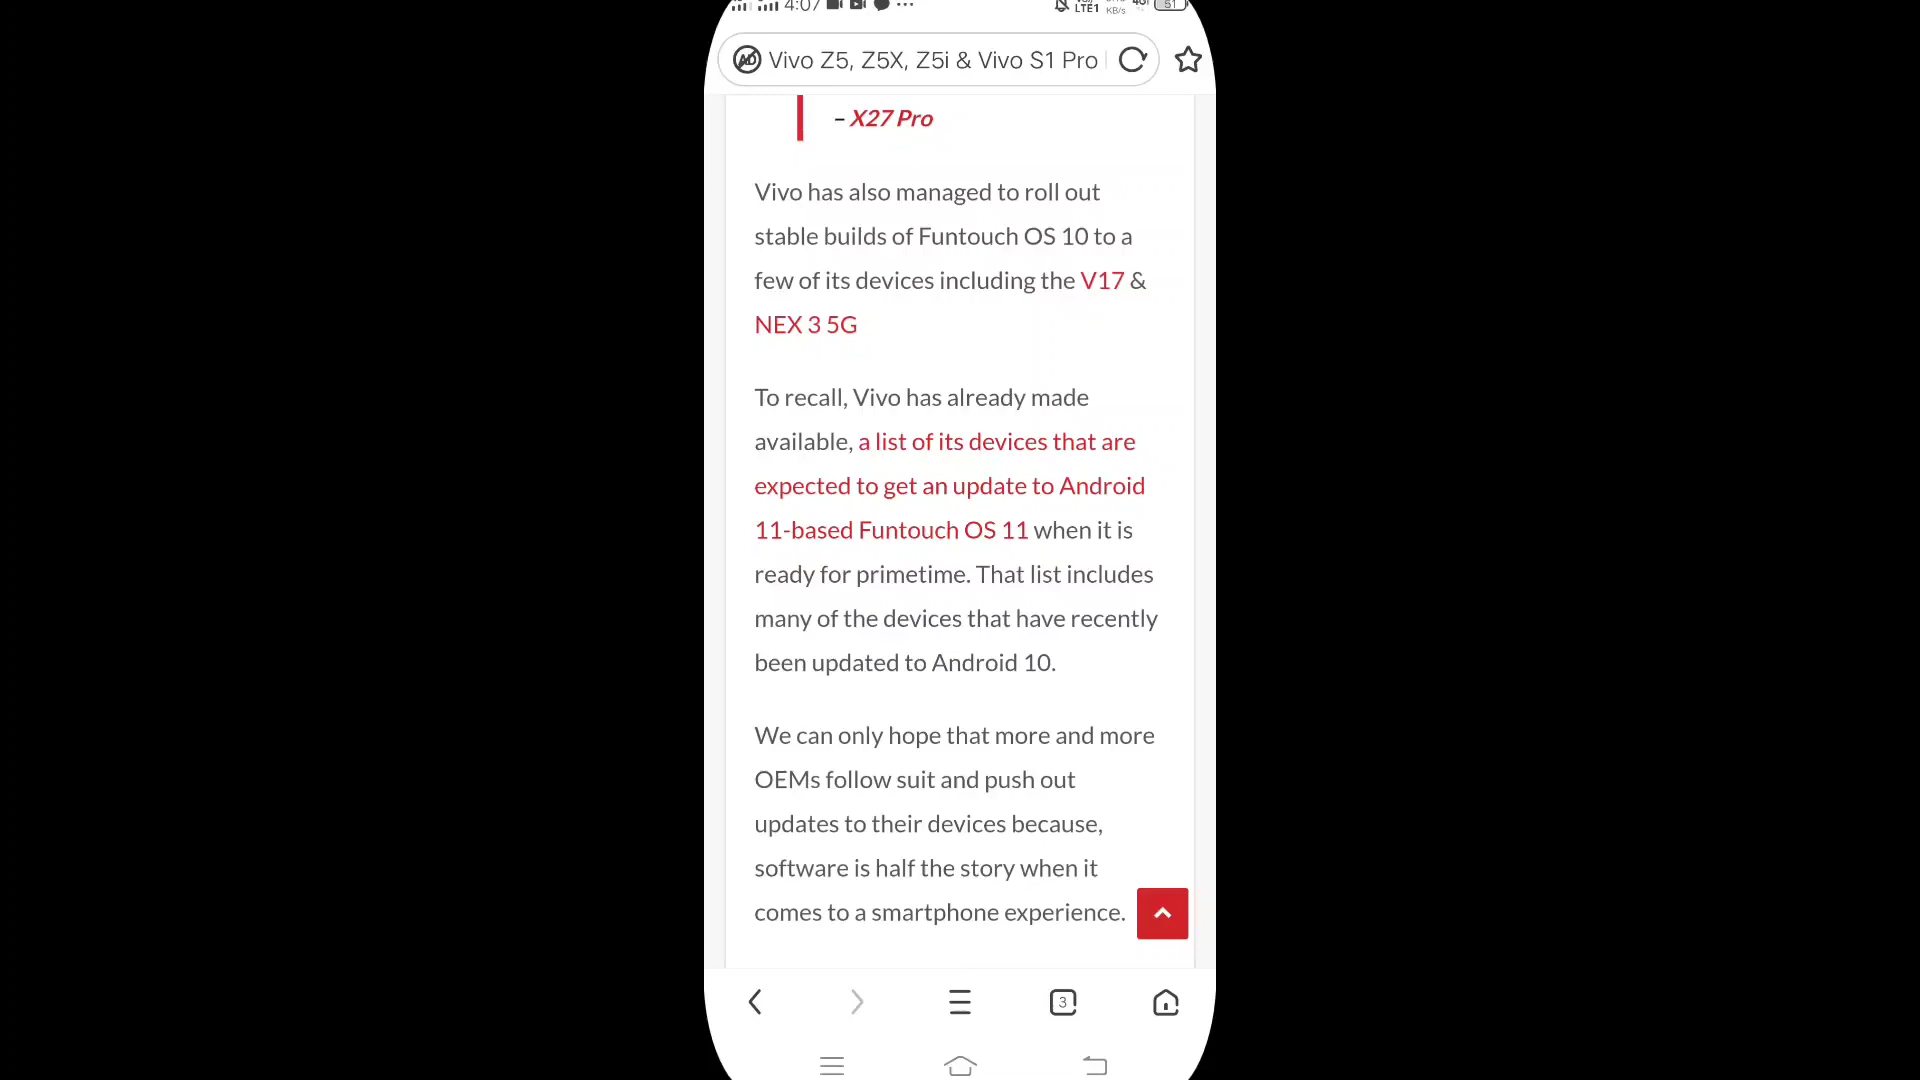 4:07
LTE1
KB/s
51
Vivo Z5, Z5X, Z5i & Vivo S1 Pro
– X27 Pro
Vivo has also managed to roll out
stable builds of Funtouch OS 10 to a
few of its devices including the V17 &
NEX 3 5G
To recall, Vivo has already made
available, a list of its devices that are
expected to get an update to Android
11-based Funtouch OS 11 when it is
ready for primetime. That list includes
many of the devices that have recently
been updated to Android 10.
We can only hope that more and more
OEMs follow suit and push out
updates to their devices because,
software is half the story when it
comes to a smartphone experience.
3